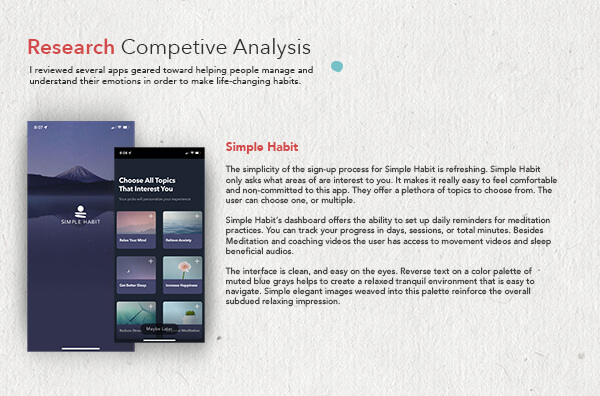 Research Competive Analysis
I reviewed several apps geared toward helping people manage and
understand their emotions in order to make life-changing habits.
8:07
SIMPLE HABIT
8:08
Choose All Topics
That Interest You
Your picks will personalize your experience
Relax Your Mind
Relieve Anxiety
Get Better Sleep
Increase Happiness
Reduce Stress
Meditation
Maybe Later
Simple Habit
The simplicity of the sign-up process for Simple Habit is refreshing. Simple Habit
only asks what areas of are interest to you. It makes it really easy to feel comfortable
and non-committed to this app. They offer a plethora of topics to choose from. The
user can choose one, or multiple.
Simple Habit's dashboard offers the ability to set up daily reminders for meditation
practices. You can track your progress in days, sessions, or total minutes. Besides
Meditation and coaching videos the user has access to movement videos and sleep
beneficial audios.
The interface is clean, and easy on the eyes. Reverse text on a color palette of
muted blue grays helps to create a relaxed tranquil environment that is easy to
navigate. Simple elegant images weaved into this palette reinforce the overall
subdued relaxing impression.